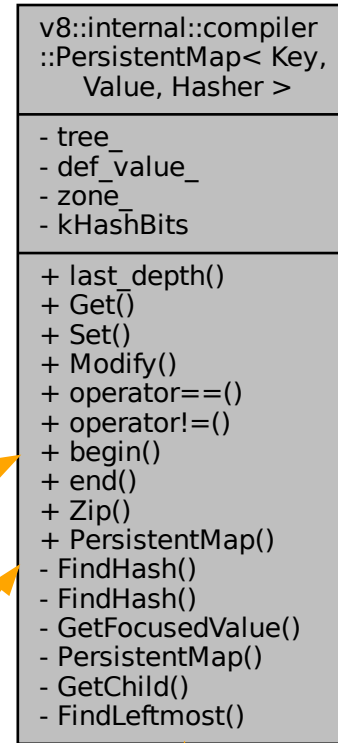 v8::internal::compiler
::PersistentMap< Key,
Value, Hasher >
- tree_
- def_value_
- zone_
- kHashBits
+ last_depth()
+ Get()
+ Set()
+ Modify()
+ operator==()
+ operator!=()
+ begin()
+ end()
+ Zip()
+ PersistentMap()
- FindHash()
- FindHash()
- GetFocusedValue()
- PersistentMap()
- GetChild()
- FindLeftmost()